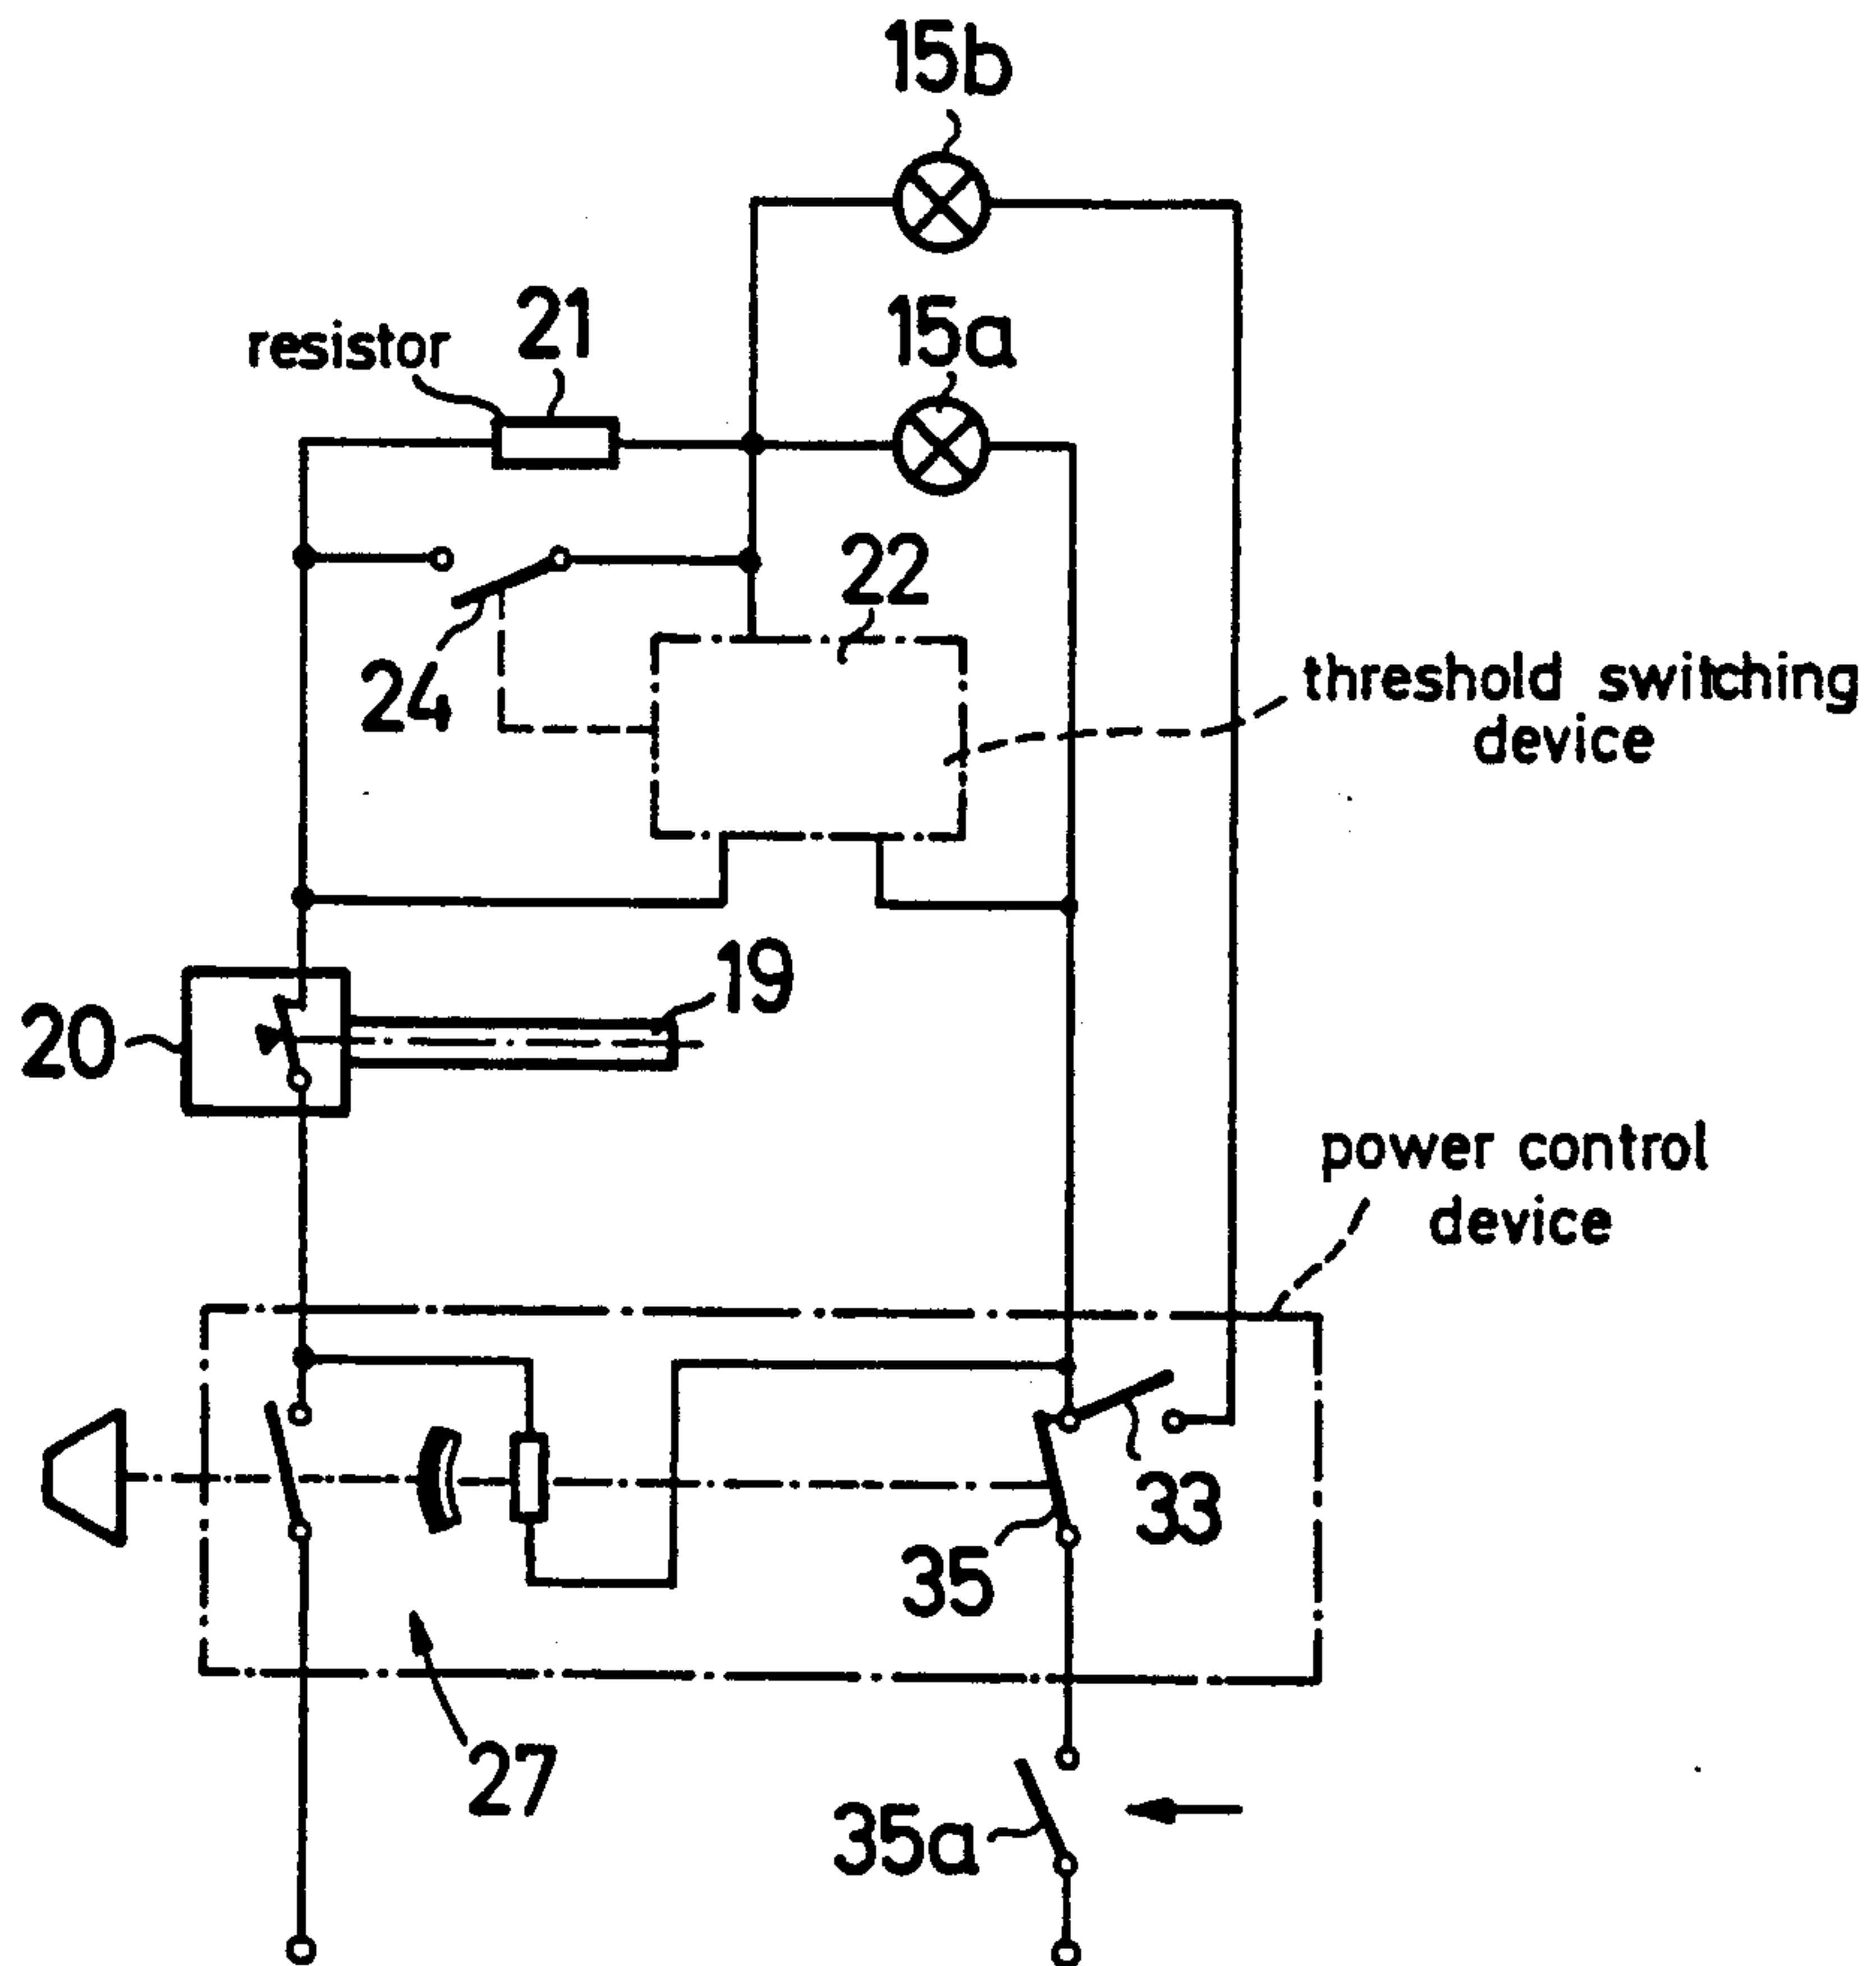 15b
21
resistor
15a
22
24
threshold switching
device
19
20
power control
device
33
35
27
35a